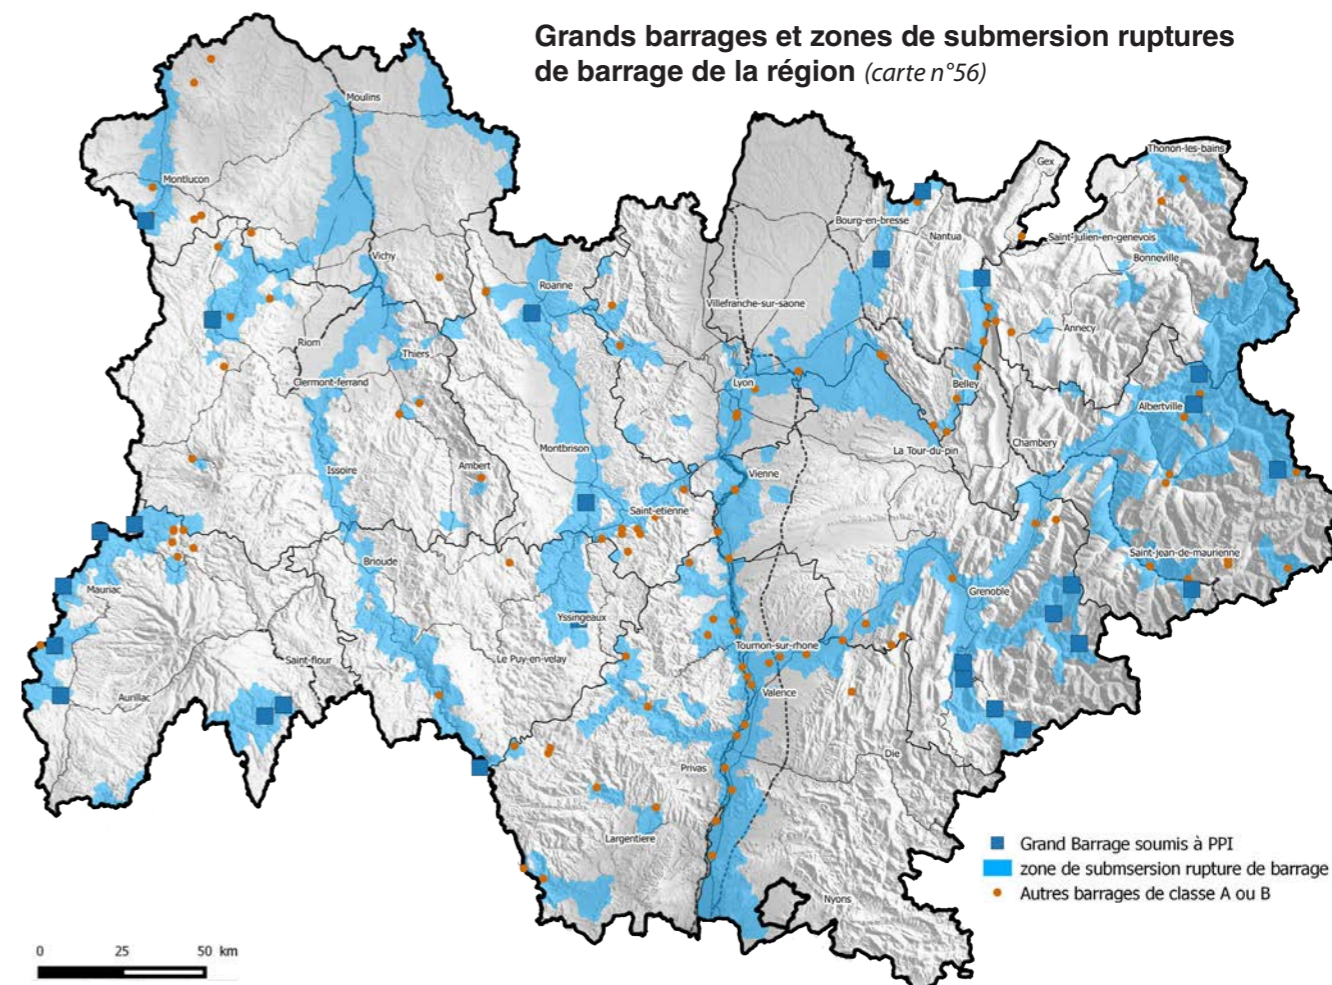 Grands barrages et zones de submersion ruptures
de barrage de la région (carte n°56)
Moulins
Montlucon
Thonon-les-bains
Gex
Bourg-en-bresse
Nantua
Saint-Julien-en-genevois
Bonneville
Vichy
Roanne
Villefranche-sur-saone
Annecy
Riom
Thiers
Clermont-ferrand
Lyon
Belley
Albertville
Montbrison
La Tour-du-pin
Chambery
Issoire
Ambert
Vienne
Saint-etienne
Saint-jean-de-maurienne
Brioude
Mauriac
Grenoble
Yssingeaux
Tournon-sur-rhone
Saint-flour
Le Puy-en-velay
Aurillac
Valence
Die
Privas
Largentiere
Nyons
Grand Barrage soumis à PPI
zone de submsersion rupture de barrage
Autres barrages de classe A ou B
0 25 50 km